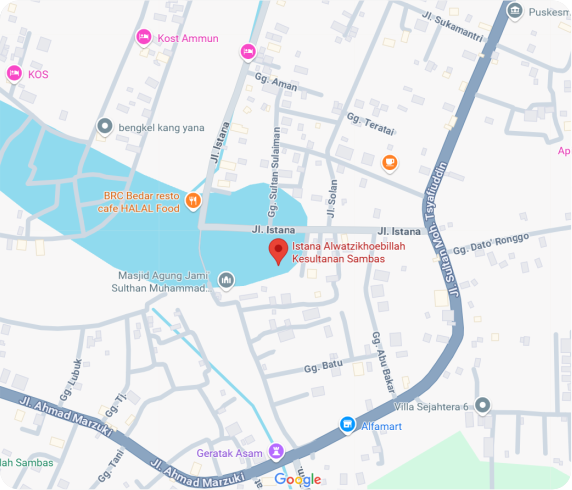 Puskesm
Jl. Sukamantri
Kost Ammun
KOS
Gg. Aman
bengkel kang yana
Jl. Istana
Gg. Teratai
Gg. Sultan Sulaiman
Jl. Solan
Ap
BRC Bedar resto
cafe HALAL Food
Jl. Istana
Jl. Istana
Jl. Sultan Moh. Tsyafiuddin
Gg. Dato' Ronggo
Istana Alwatzikhoebillah
Kesultanan Sambas
Masjid Agung Jami
Sulthan Muhammad...
Gg. Batu
Gg. Abu Bakar
Gg. Lubuk
Gg. Tj.
Jl. Ahmad Marzuki
Villa Sejahtera 6
Alfamart
Geratak Asam
lah Sambas
Gg. Tani
Jl. Ahmad Marzuki
Google